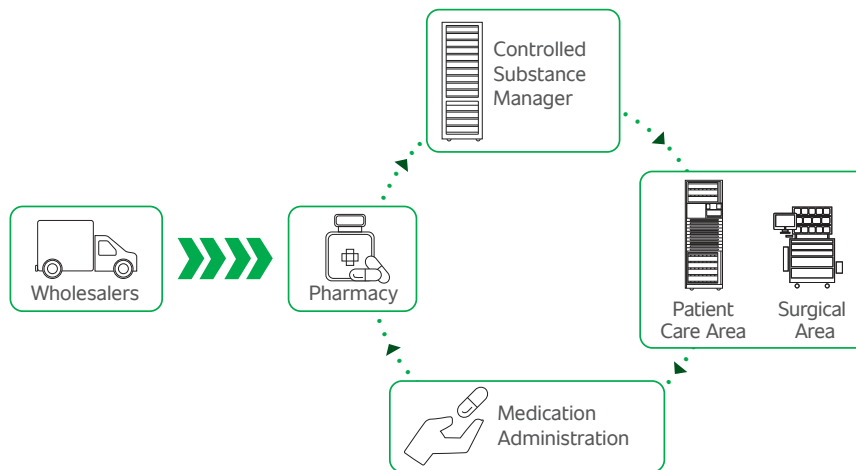 Controlled
Substance
Manager
Wholesalers
Pharmacy
Patient
Care Area
Surgical
Area
Medication
Administration